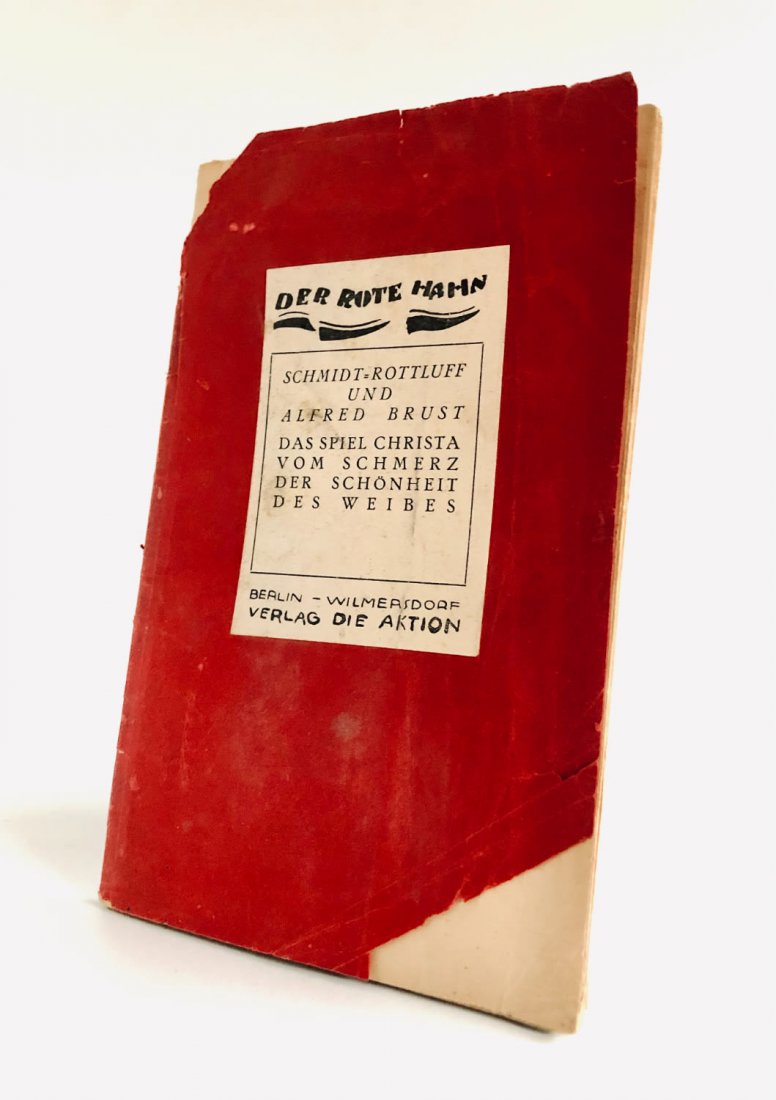 DER ROTE HAHN
SCHMIDT=ROTTLUFF
UND
ALFRED BRUST
DAS SPIEL CHRISTA
VOM SCHMERZ
DER SCHÖNHEIT
DES WEIBES
BERLIN – WILMERSDORF
VERLAG DIE AKTION